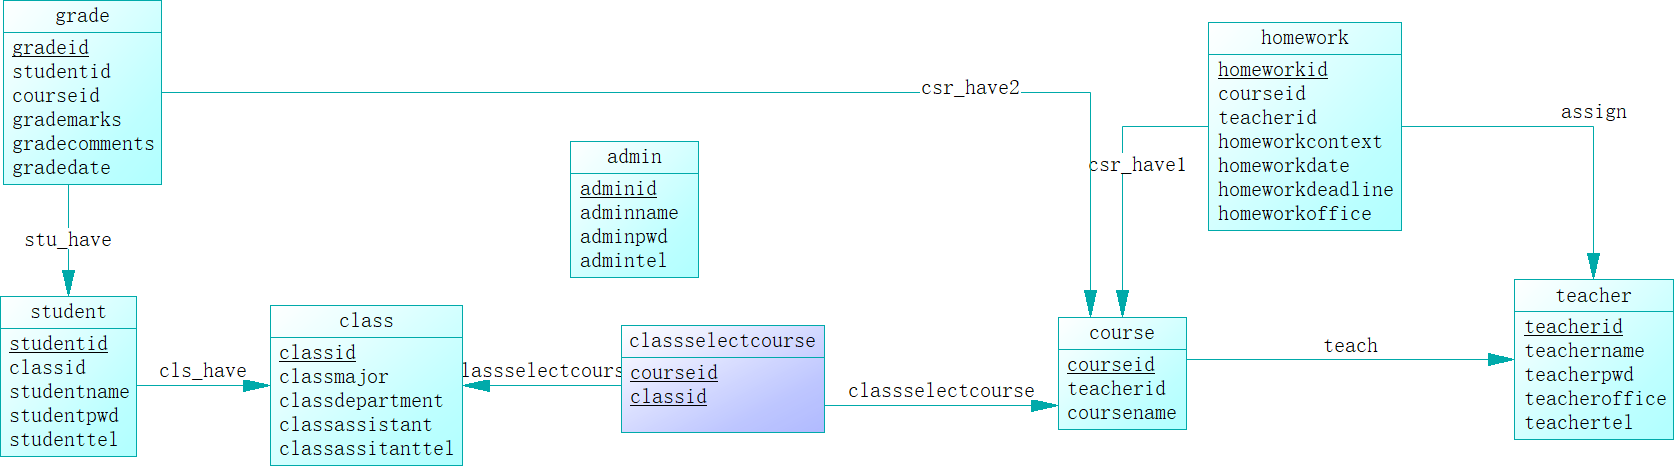 grade
gradeid
studentid
courseid
grademarks
gradecomments
gradedate
csr_have2
homework
homeworkid
courseid
teacherid
homeworkcontext
homeworkdate
homeworkdeadline
homeworkoffice
assign
csr_have1
admin
adminid
adminname
adminpwd
admintel
stu_have
student
studentid
classid
studentname
studentpwd
studenttel
cls_have
class
classid
classmajor
classdepartment
classassistant
classassitanttel
lassselectcours
classselectcourse
courseid
classid
classselectcourse
course
courseid
teacherid
coursename
teach
teacher
teacherid
teachername
teacherpwd
teacheroffice
teachertel